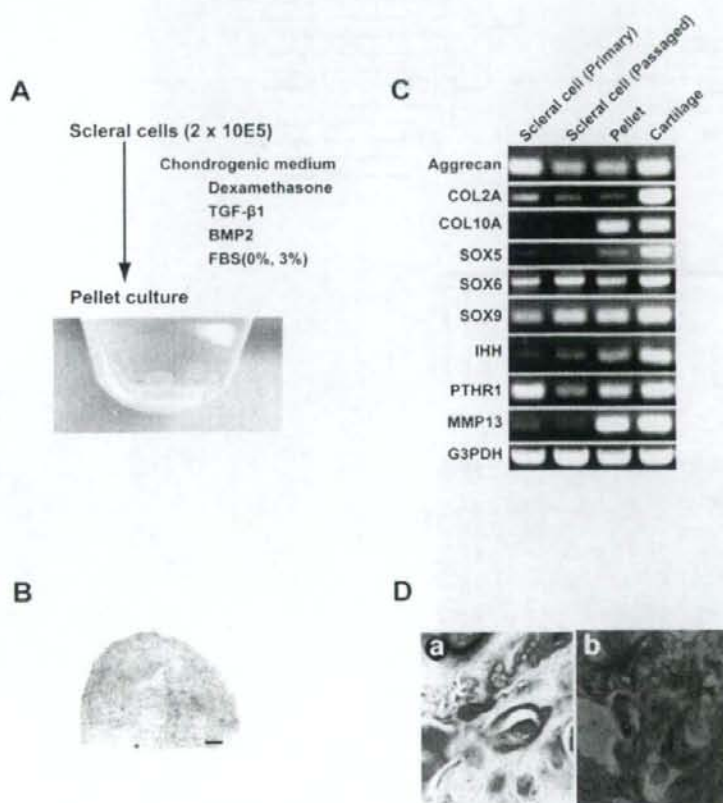 A
Scleral cells (2 x 10E5)
Chondrogenic medium
Dexamethasone
TGF-β1
BMP2
FBS(0%, 3%)
Pellet culture
B
C
Scleral cell (Primary)
Scleral cell (Passaged)
Pellet
Cartilage
Aggrecan
COL2A
COL10A
SOX5
SOX6
SOX9
IHH
PTHR1
MMP13
G3PDH
D
a
b